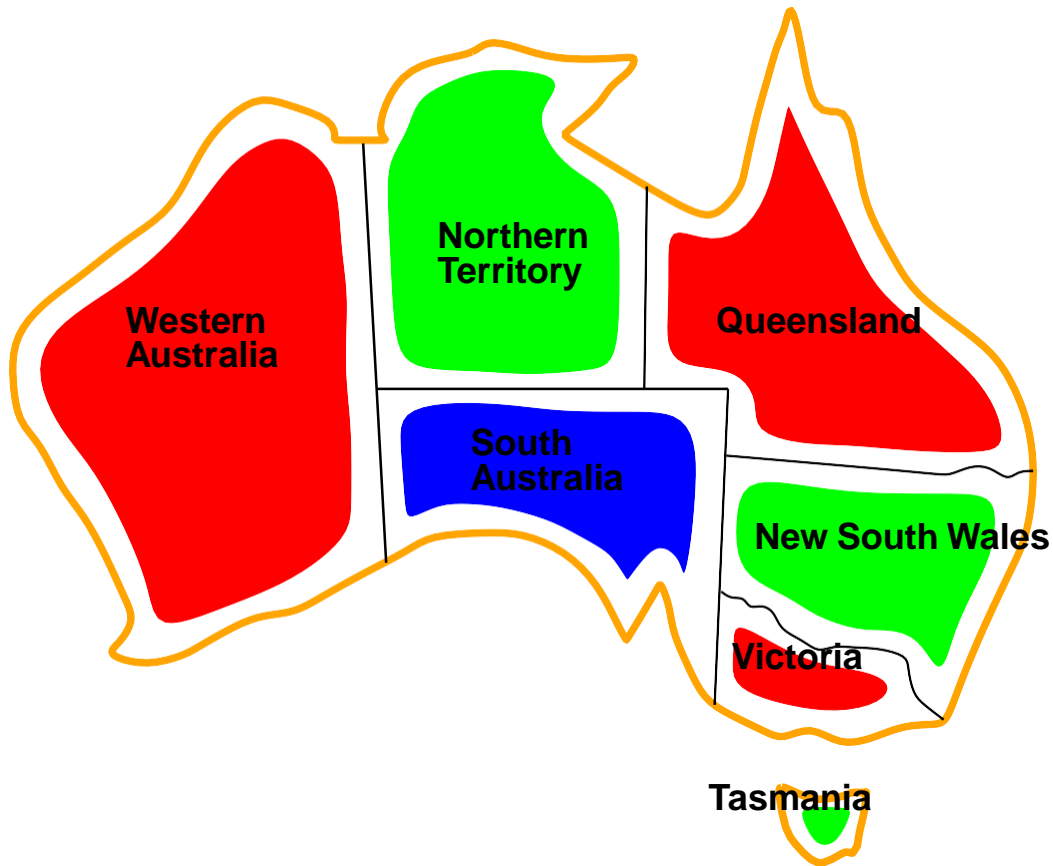 Northern
Territory
Western
Australia
Queensland
South
Australia
New South Wales
Victoria
Tasmania